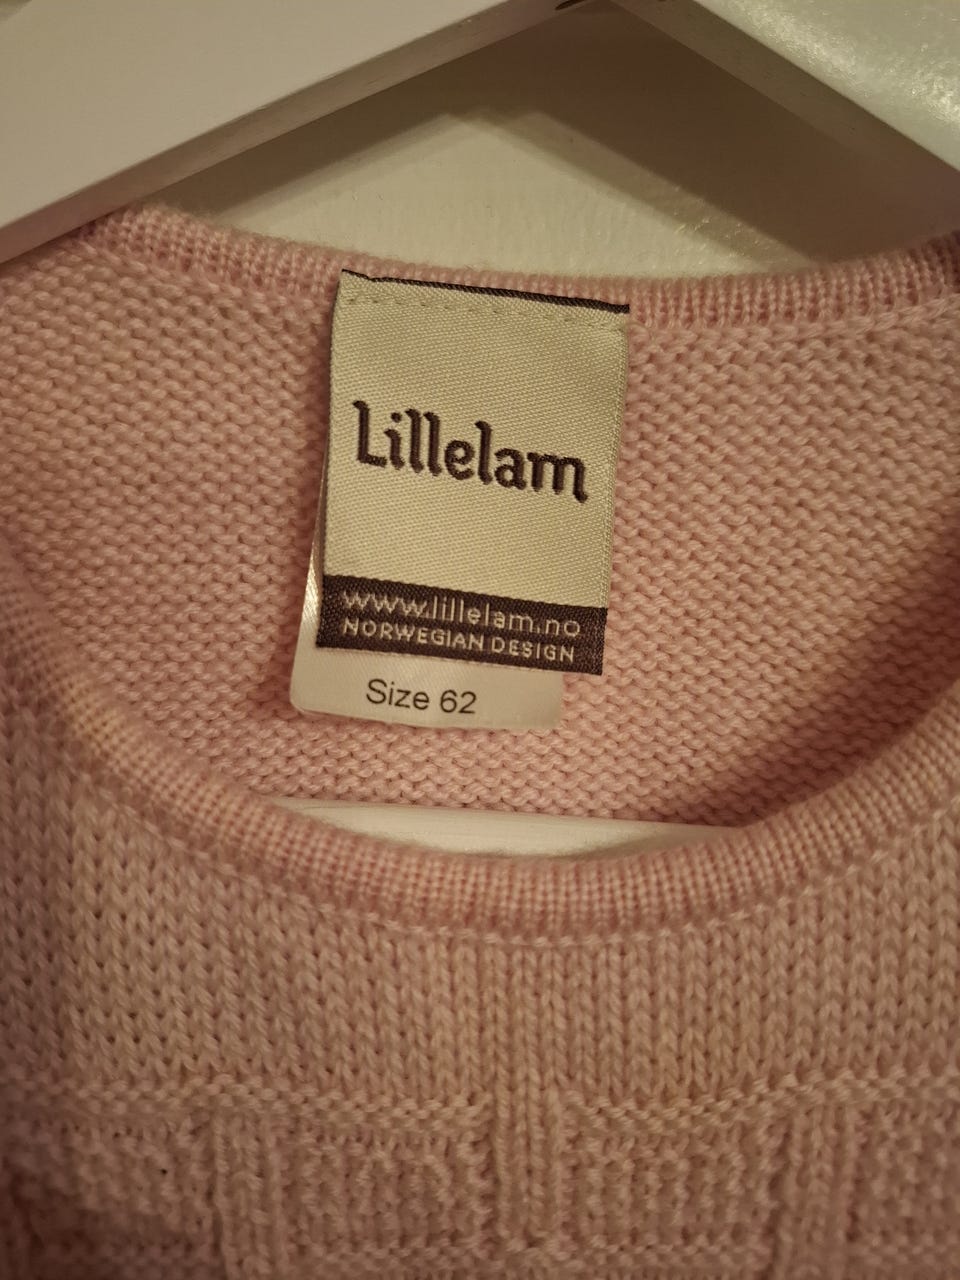 Lillelam
www.lillelam.no
NORWEGIAN DESIGN
Size 62